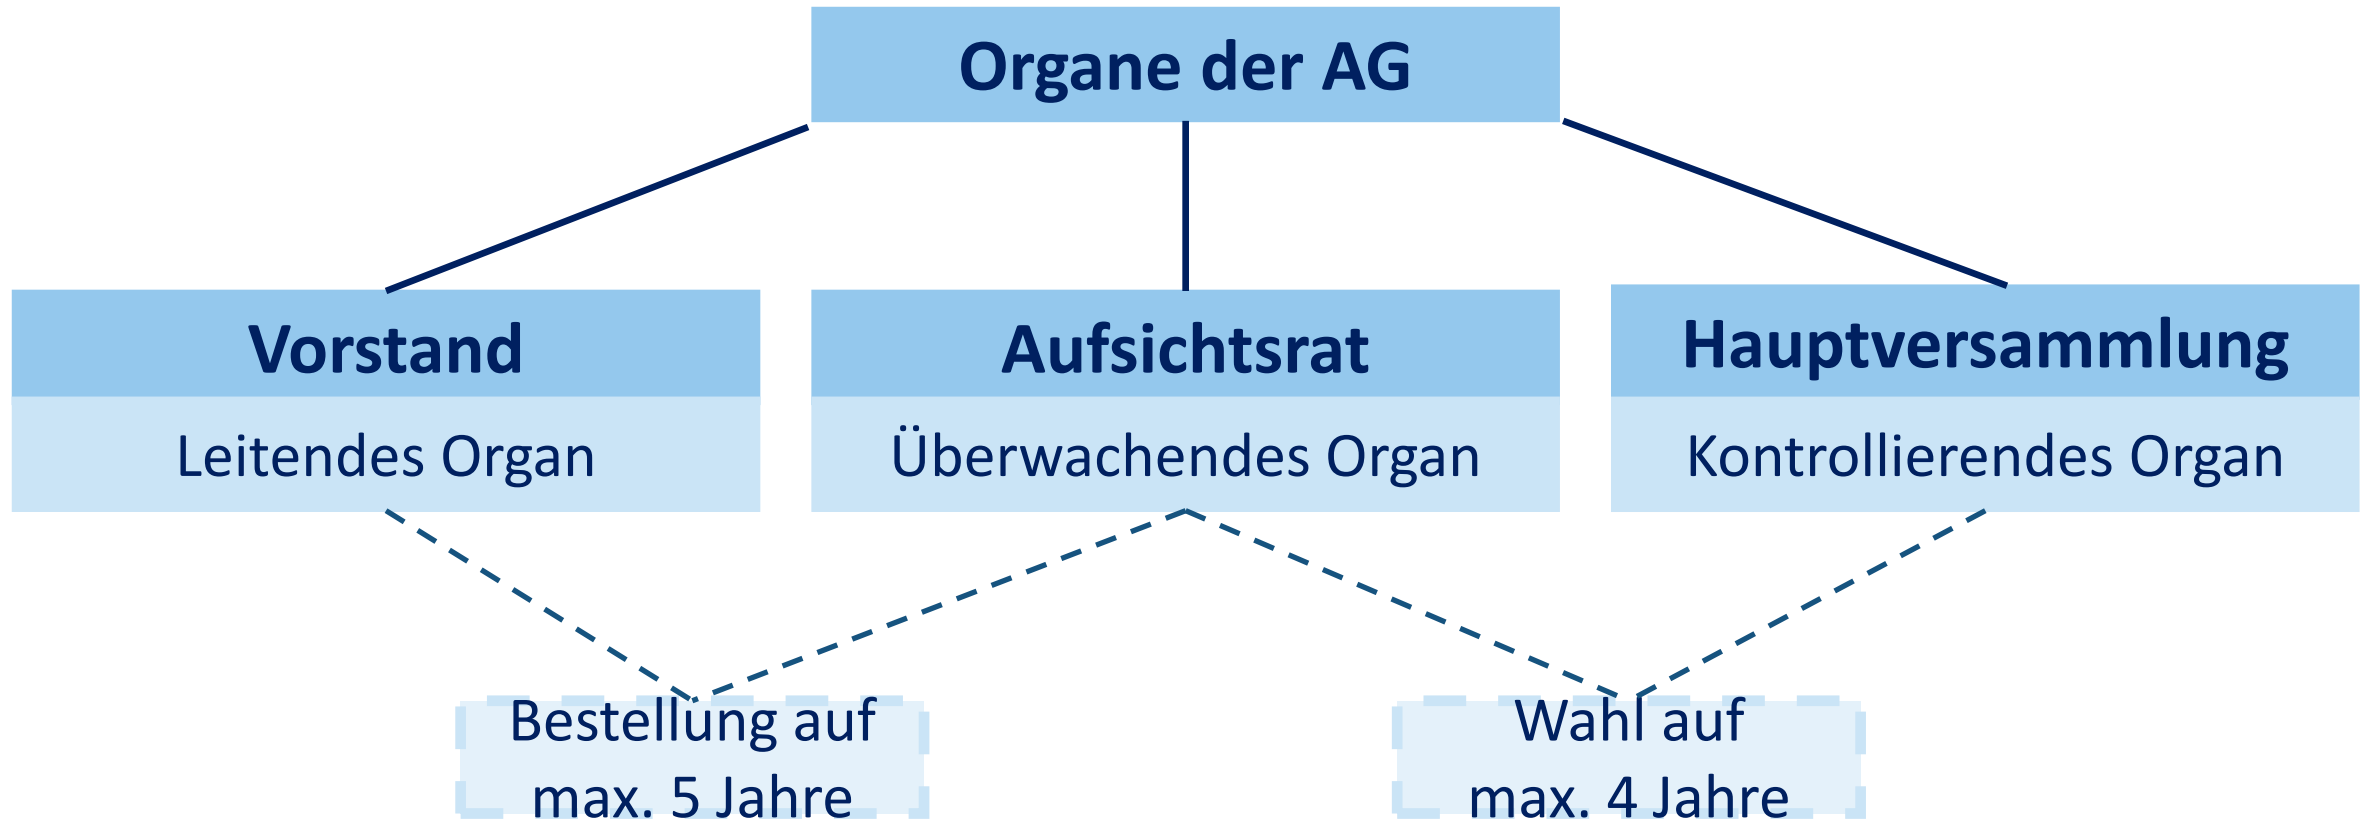 Organe der AG
Vorstand
Leitendes Organ
Aufsichtsrat
Überwachendes Organ
Hauptversammlung
Kontrollierendes Organ
Bestellung auf
max. 5 Jahre
Wahl auf
max. 4 Jahre